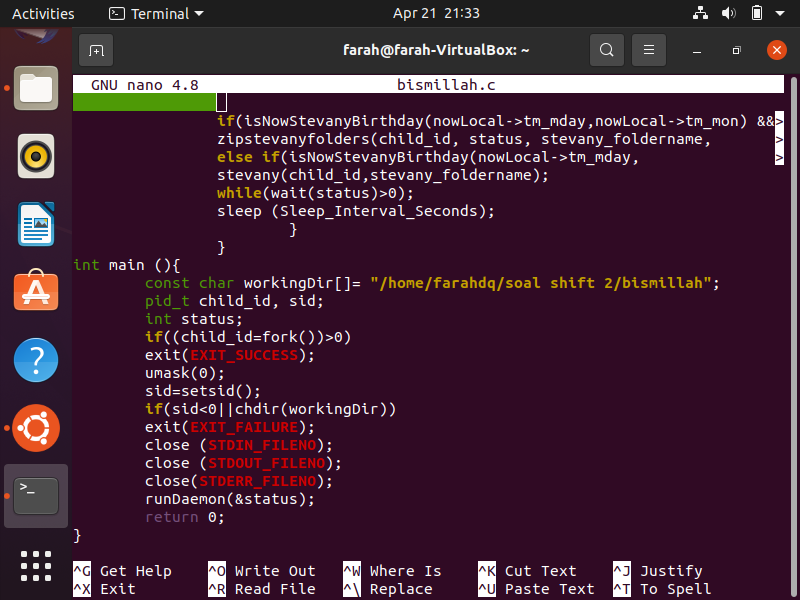 Activities Terminal Apr 21 21:33
farah@farah-VirtualBox: ~
GNU nano 4.8 bismillah.c
if(isNowStevanyBirthday(nowLocal->tm_mday,nowLocal->tm_mon) &&>
zipstevanyfolders(child_id, status, stevany_foldername, >
else if(isNowStevanyBirthday(nowLocal->tm_mday, >
stevany(child_id,stevany_foldername);
while(wait(status)>0);
sleep (Sleep_Interval_Seconds);
}
}
int main (){
const char workingDir[]= "/home/farahdq/soal shift 2/bismillah";
pid_t child_id, sid;
int status;
if((child_id=fork())>0)
exit(EXIT_SUCCESS);
umask(0);
sid=setsid();
if(sid<0||chdir(workingDir))
exit(EXIT_FAILURE);
close (STDIN_FILENO);
close (STDOUT_FILENO);
close(STDERR_FILENO);
runDaemon(&status);
return 0;
}
^G Get Help ^O Write Out ^W Where Is ^K Cut Text ^J Justify
^X Exit ^R Read File ^\ Replace ^U Paste Text ^T To Spell